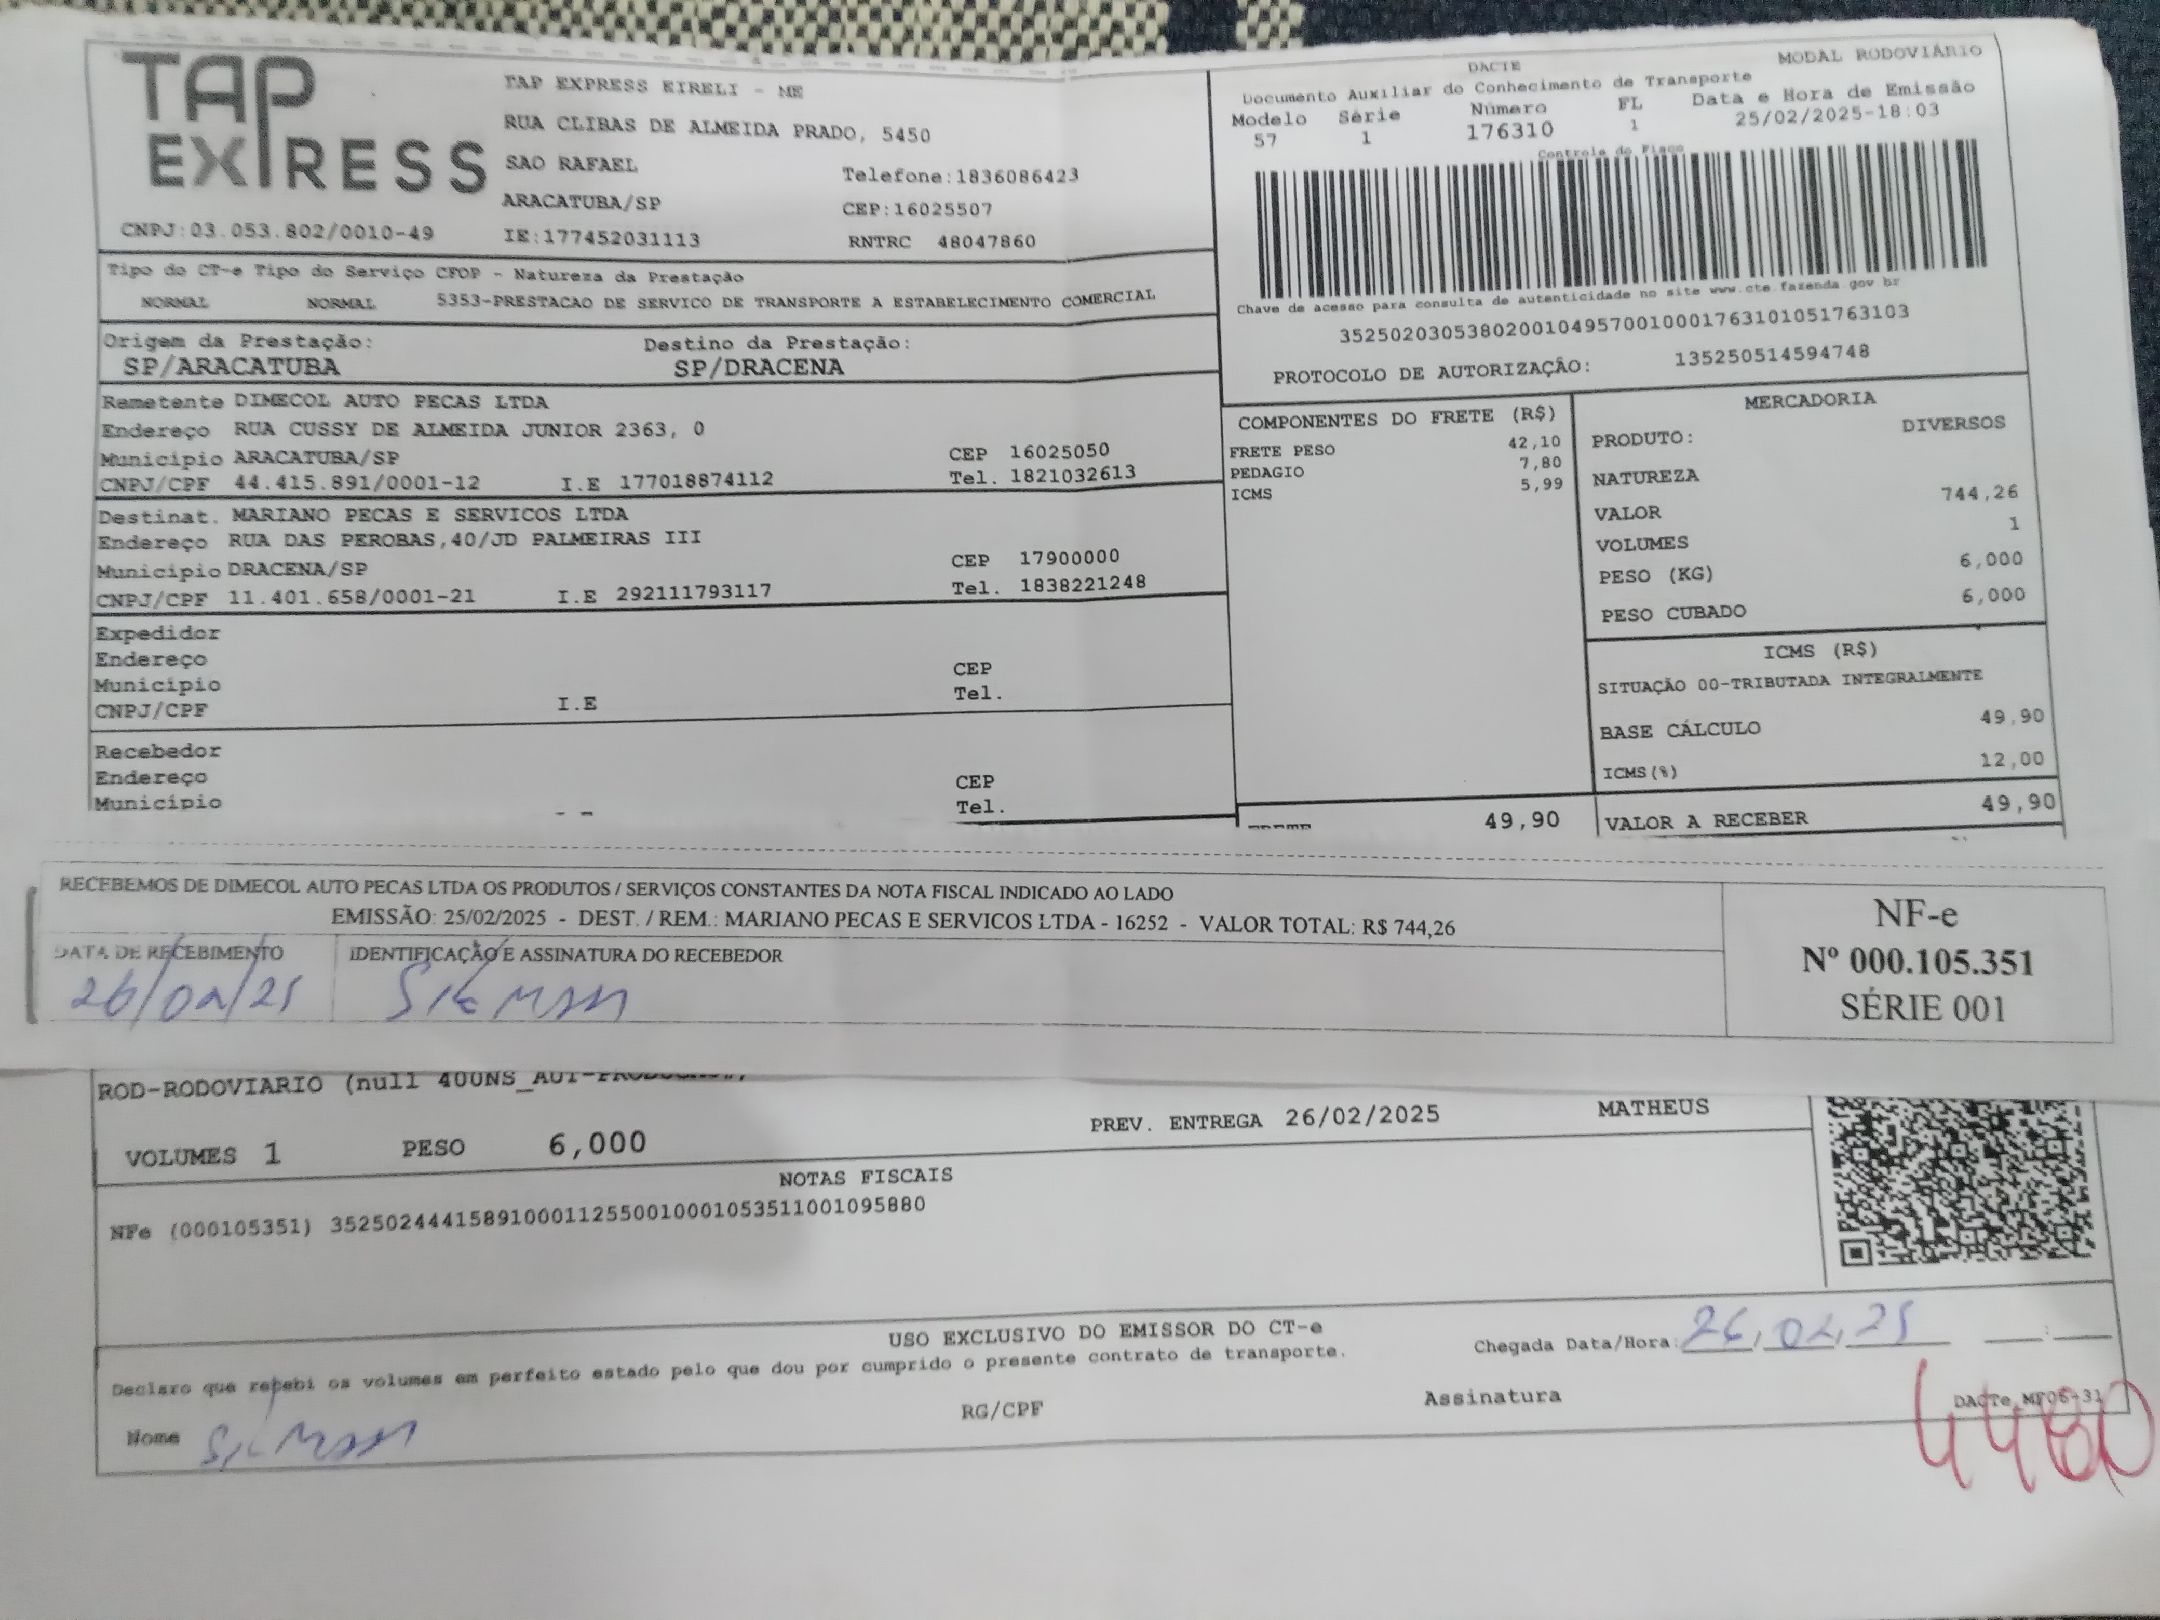 TAP EXPRESS
TAP EXPRESS EIRELI - ME
RUA CLIBAS DE ALMEIDA PRADO, 5450
SAO RAFAEL Telefone:1836086423
ARACATUBA/SP CEP:16025507
CNPJ:03.053.802/0010-49 IE:177452031113 RNTRC 48047860
DACTE MODAL RODOVIÁRIO
Documento Auxiliar do Conhecimento de Transporte
Modelo Série Número FL Data e Hora de Emissão
57 1 176310 1 25/02/2025-18:03
Controle do Fisco
Chave de acesso para consulta de autenticidade no site www.cte.fazenda.gov.br
35250203053802001049570010001763101051763103
PROTOCOLO DE AUTORIZAÇÃO: 135250514594748
Tipo do CT-e Tipo do Serviço CFOP - Natureza da Prestação
NORMAL NORMAL 5353-PRESTACAO DE SERVICO DE TRANSPORTE A ESTABELECIMENTO COMERCIAL
Origem da Prestação: Destino da Prestação:
SP/ARACATUBA SP/DRACENA
Remetente DIMECOL AUTO PECAS LTDA
Endereço RUA CUSSY DE ALMEIDA JUNIOR 2363, 0
Município ARACATUBA/SP CEP 16025050
CNPJ/CPF 44.415.891/0001-12 I.E 177018874112 Tel. 1821032613
Destinat. MARIANO PECAS E SERVICOS LTDA
Endereço RUA DAS PEROBAS,40/JD PALMEIRAS III
Município DRACENA/SP CEP 17900000
CNPJ/CPF 11.401.658/0001-21 I.E 292111793117 Tel. 1838221248
Expedidor
Endereço
Município CEP
CNPJ/CPF I.E Tel.
Recebedor
Endereço CEP
Município Tel.
COMPONENTES DO FRETE (R$)
FRETE PESO 42,10
PEDAGIO 7,80
ICMS 5,99
49,90
MERCADORIA
PRODUTO: DIVERSOS
NATUREZA
VALOR 744,26
VOLUMES 1
PESO (KG) 6,000
PESO CUBADO 6,000
ICMS (R$)
SITUAÇÃO 00-TRIBUTADA INTEGRALMENTE
BASE CÁLCULO 49,90
ICMS(%) 12,00
VALOR A RECEBER 49,90
RECEBEMOS DE DIMECOL AUTO PECAS LTDA OS PRODUTOS / SERVIÇOS CONSTANTES DA NOTA FISCAL INDICADO AO LADO
EMISSÃO: 25/02/2025 - DEST. / REM.: MARIANO PECAS E SERVICOS LTDA - 16252 - VALOR TOTAL: R$ 744,26
DATA DE RECEBIMENTO IDENTIFICAÇÃO E ASSINATURA DO RECEBEDOR
26/02/25
NF-e
Nº 000.105.351
SÉRIE 001
ROD-RODOVIARIO (null 400NS_AUT-
VOLUMES 1 PESO 6,000 PREV. ENTREGA 26/02/2025 MATHEUS
NOTAS FISCAIS
NFe (000105351) 35250244415891000112550010001053511001095880
USO EXCLUSIVO DO EMISSOR DO CT-e
Declaro que recebi os volumes em perfeito estado pelo que dou por cumprido o presente contrato de transporte.
Chegada Data/Hora: 26/02/25
Nome RG/CPF Assinatura DACTe MF06-31